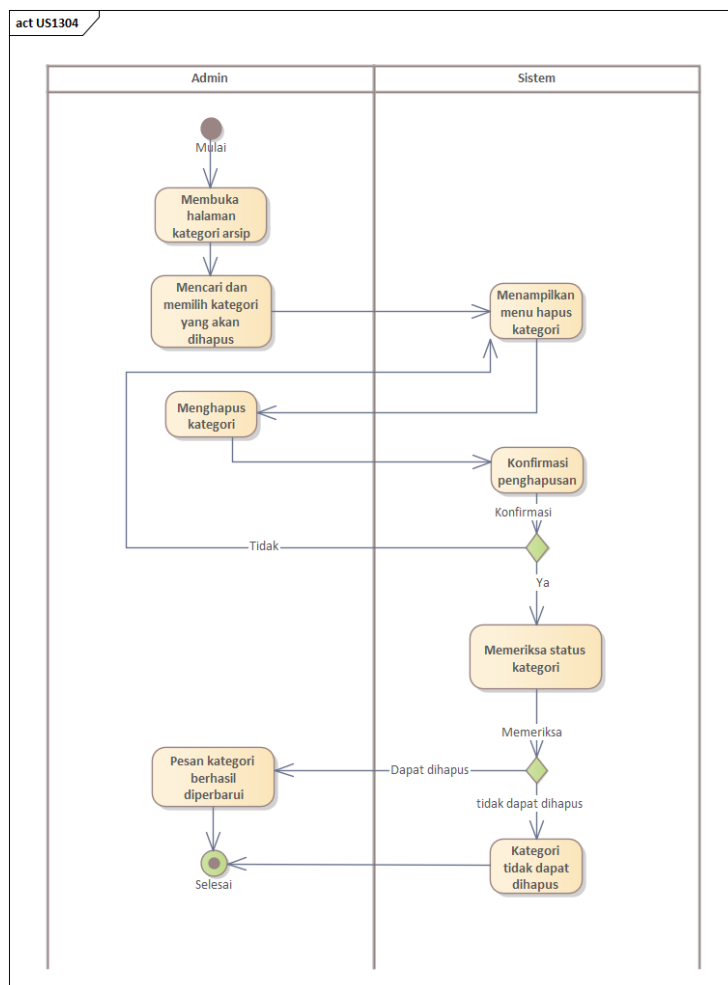 act US1304
Admin
Sistem
Mulai
Membuka
halaman
kategori arsip
Mencari dan
memilih kategori
yang akan
dihapus
Menampilkan
menu hapus
kategori
Menghapus
kategori
Konfirmasi
penghapusan
Konfirmasi
Tidak
Ya
Memeriksa status
kategori
Memeriksa
Dapat dihapus
Pesan kategori
berhasil
diperbarui
tidak dapat dihapus
Kategori
tidak dapat
dihapus
Selesai